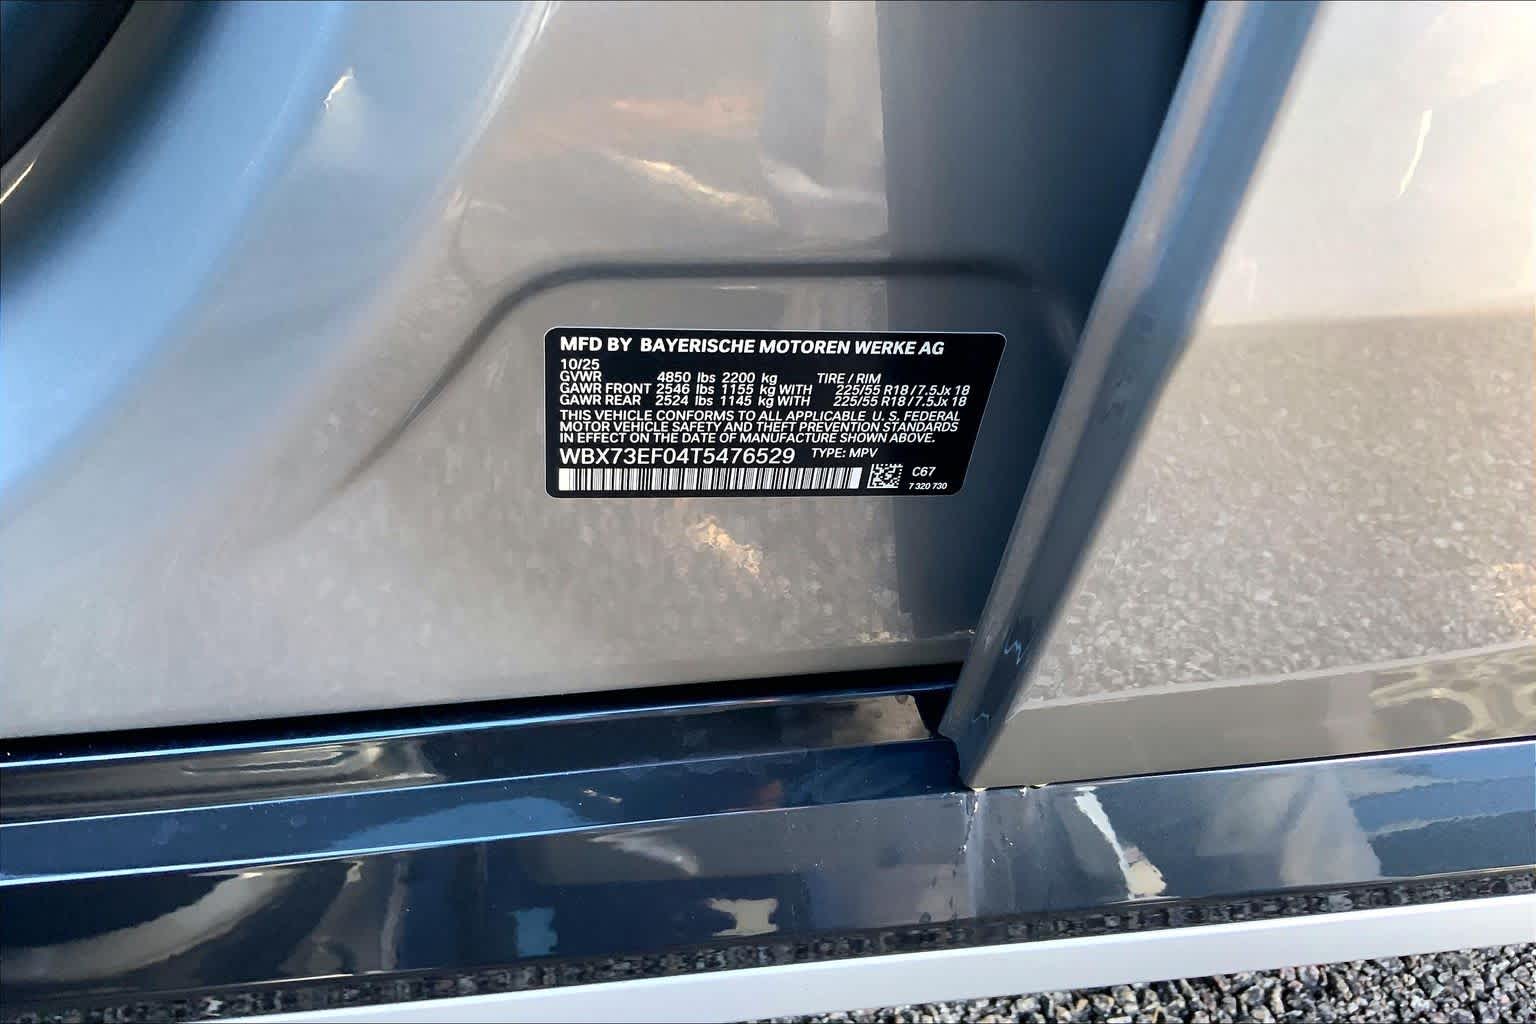 MFD BY BAYERISCHE MOTOREN WERKE AG
10/25
GVWR 4850 lbs 2200 kg TIRE / RIM
GAWR FRONT 2546 lbs 1155 kg WITH 225/55 R18 / 7.5Jx 18
GAWR REAR 2524 lbs 1145 kg WITH 225/55 R18 / 7.5Jx 18
THIS VEHICLE CONFORMS TO ALL APPLICABLE U. S. FEDERAL
MOTOR VEHICLE SAFETY AND THEFT PREVENTION STANDARDS
IN EFFECT ON THE DATE OF MANUFACTURE SHOWN ABOVE.
WBX73EF04T5476529 TYPE: MPV
C67
7 320 730